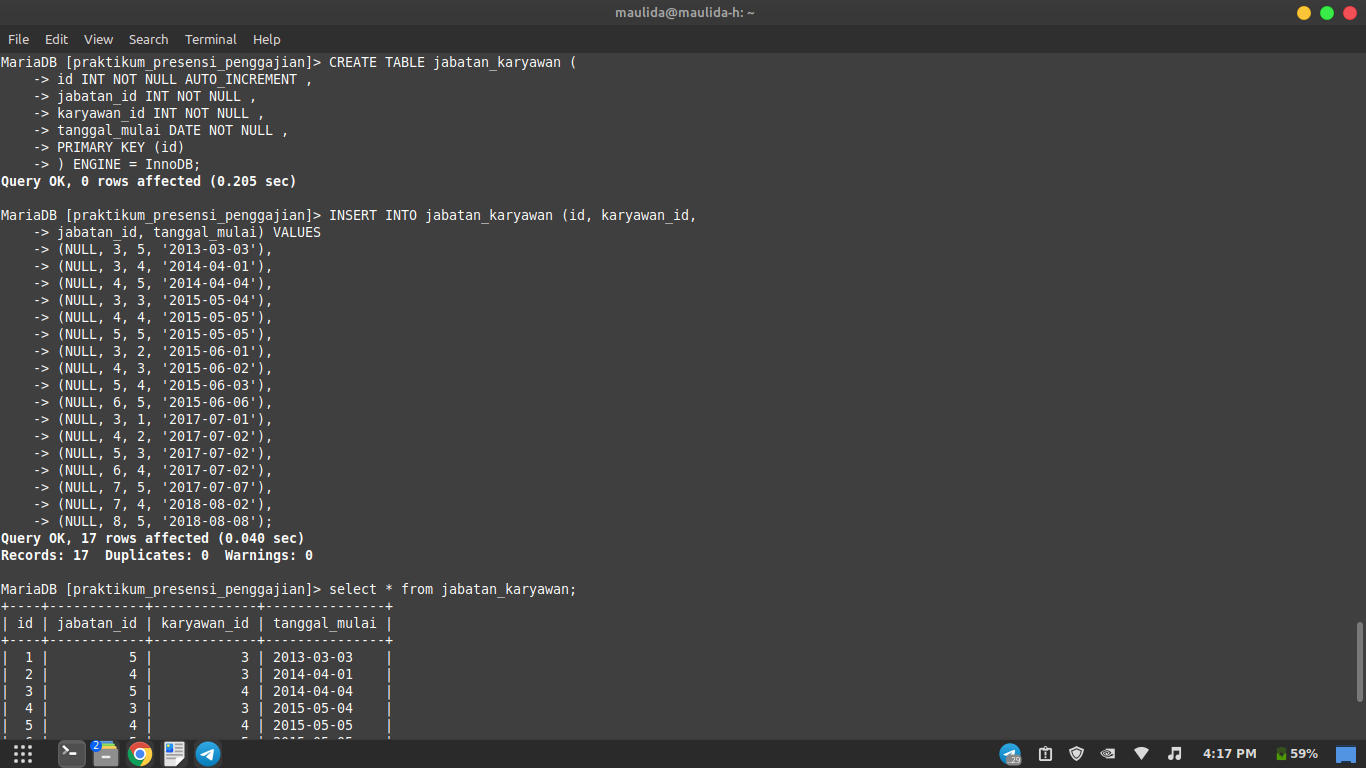 maulida@maulida-h: ~
File Edit View Search Terminal Help
MariaDB [praktikum_presensi_penggajian]> CREATE TABLE jabatan_karyawan (
    -> id INT NOT NULL AUTO_INCREMENT ,
    -> jabatan_id INT NOT NULL ,
    -> karyawan_id INT NOT NULL ,
    -> tanggal_mulai DATE NOT NULL ,
    -> PRIMARY KEY (id)
    -> ) ENGINE = InnoDB;
Query OK, 0 rows affected (0.205 sec)
MariaDB [praktikum_presensi_penggajian]> INSERT INTO jabatan_karyawan (id, karyawan_id,
    -> jabatan_id, tanggal_mulai) VALUES
    -> (NULL, 3, 5, '2013-03-03'),
    -> (NULL, 3, 4, '2014-04-01'),
    -> (NULL, 4, 5, '2014-04-04'),
    -> (NULL, 3, 3, '2015-05-04'),
    -> (NULL, 4, 4, '2015-05-05'),
    -> (NULL, 5, 5, '2015-05-05'),
    -> (NULL, 3, 2, '2015-06-01'),
    -> (NULL, 4, 3, '2015-06-02'),
    -> (NULL, 5, 4, '2015-06-03'),
    -> (NULL, 6, 5, '2015-06-06'),
    -> (NULL, 3, 1, '2017-07-01'),
    -> (NULL, 4, 2, '2017-07-02'),
    -> (NULL, 5, 3, '2017-07-02'),
    -> (NULL, 6, 4, '2017-07-02'),
    -> (NULL, 7, 5, '2017-07-07'),
    -> (NULL, 7, 4, '2018-08-02'),
    -> (NULL, 8, 5, '2018-08-08');
Query OK, 17 rows affected (0.040 sec)
Records: 17  Duplicates: 0  Warnings: 0
MariaDB [praktikum_presensi_penggajian]> select * from jabatan_karyawan;
+----+------------+-------------+---------------+
| id | jabatan_id | karyawan_id | tanggal_mulai |
+----+------------+-------------+---------------+
|  1 |          5 |           3 | 2013-03-03    |
|  2 |          4 |           3 | 2014-04-01    |
|  3 |          5 |           4 | 2014-04-04    |
|  4 |          3 |           3 | 2015-05-04    |
|  5 |          4 |           4 | 2015-05-05    |
2 29 4:17 PM 59%